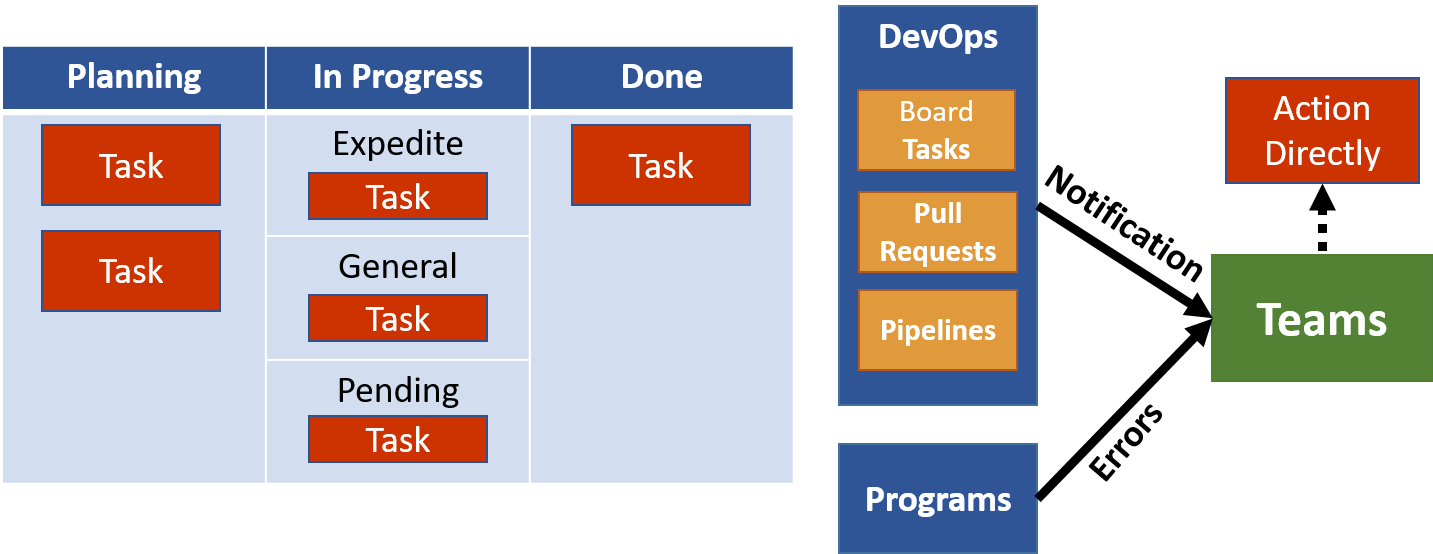 Planning
In Progress
Done
Task
Task
Expedite
Task
General
Task
Pending
Task
Task
DevOps
Board
Tasks
Pull
Requests
Pipelines
Programs
Notification
Errors
Action
Directly
Teams